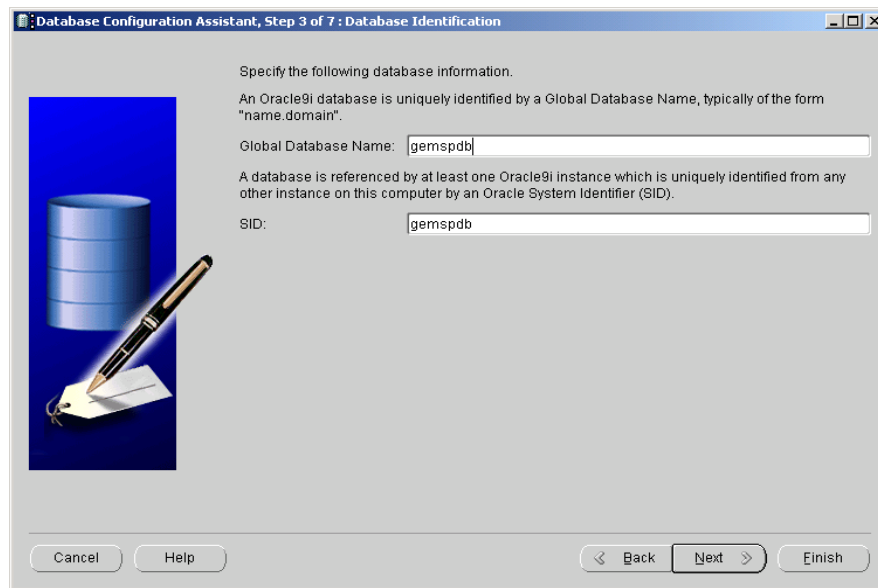 Database Configuration Assistant, Step 3 of 7 : Database Identification
Specify the following database information.
An Oracle9i database is uniquely identified by a Global Database Name, typically of the form
"name.domain".
Global Database Name: gemspdb
A database is referenced by at least one Oracle9i instance which is uniquely identified from any
other instance on this computer by an Oracle System Identifier (SID).
SID: gemspdb
Cancel Help Back Next Finish